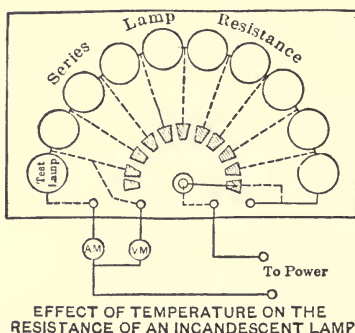 Series Lamp Resistance
Test
Lamp
AM
VM
To Power
EFFECT OF TEMPERATURE ON THE
RESISTANCE OF AN INCANDESCENT LAMP